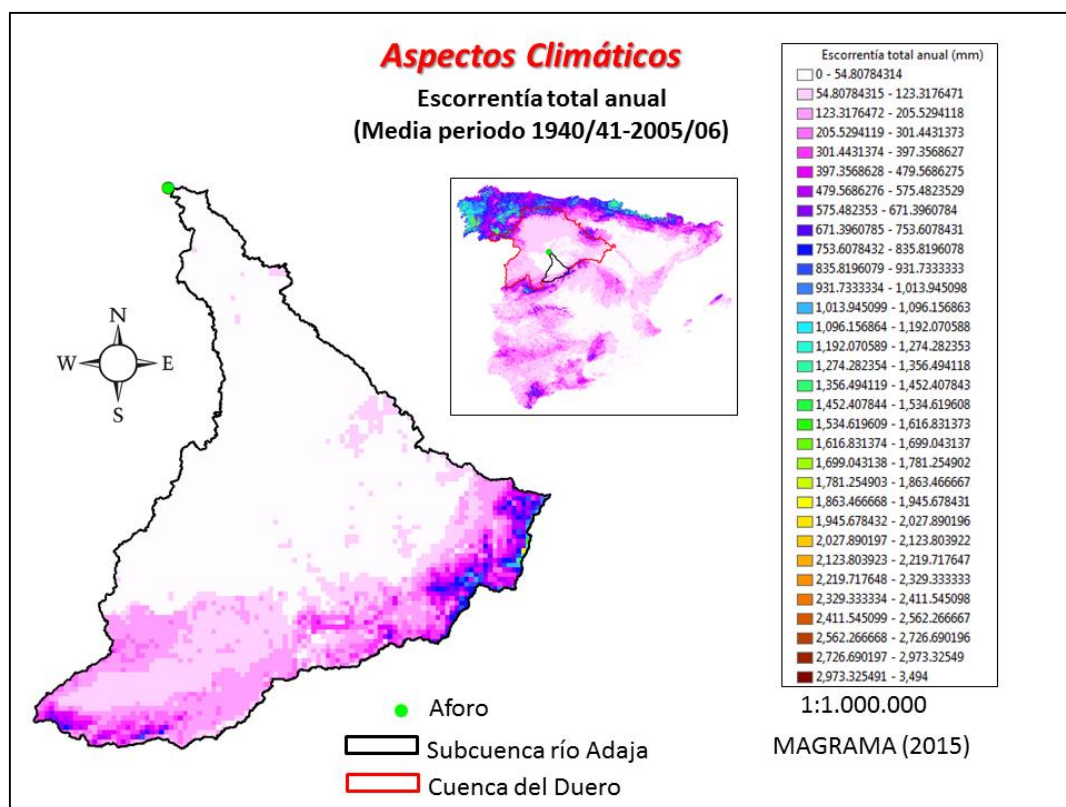 Aspectos Climáticos
Escorrentía total anual
(Media periodo 1940/41-2005/06)
N
W
E
S
Aforo
Subcuenca río Adaja
Cuenca del Duero
Escorrentía total anual (mm)
0 - 54.80784314
54.80784315 - 123.3176471
123.3176472 - 205.5294118
205.5294119 - 301.4431373
301.4431374 - 397.3568627
397.3568628 - 479.5686275
479.5686276 - 575.4823529
575.482353 - 671.3960784
671.3960785 - 753.6078431
753.6078432 - 835.8196078
835.8196079 - 931.7333333
931.7333334 - 1,013.945098
1,013.945099 - 1,096.156863
1,096.156864 - 1,192.070588
1,192.070589 - 1,274.282353
1,274.282354 - 1,356.494118
1,356.494119 - 1,452.407843
1,452.407844 - 1,534.619608
1,534.619609 - 1,616.831373
1,616.831374 - 1,699.043137
1,699.043138 - 1,781.254902
1,781.254903 - 1,863.466667
1,863.466668 - 1,945.678431
1,945.678432 - 2,027.890196
2,027.890197 - 2,123.803922
2,123.803923 - 2,219.717647
2,219.717648 - 2,329.333333
2,329.333334 - 2,411.545098
2,411.545099 - 2,562.266667
2,562.266668 - 2,726.690196
2,726.690197 - 2,973.32549
2,973.325491 - 3,494
1:1.000.000
MAGRAMA (2015)